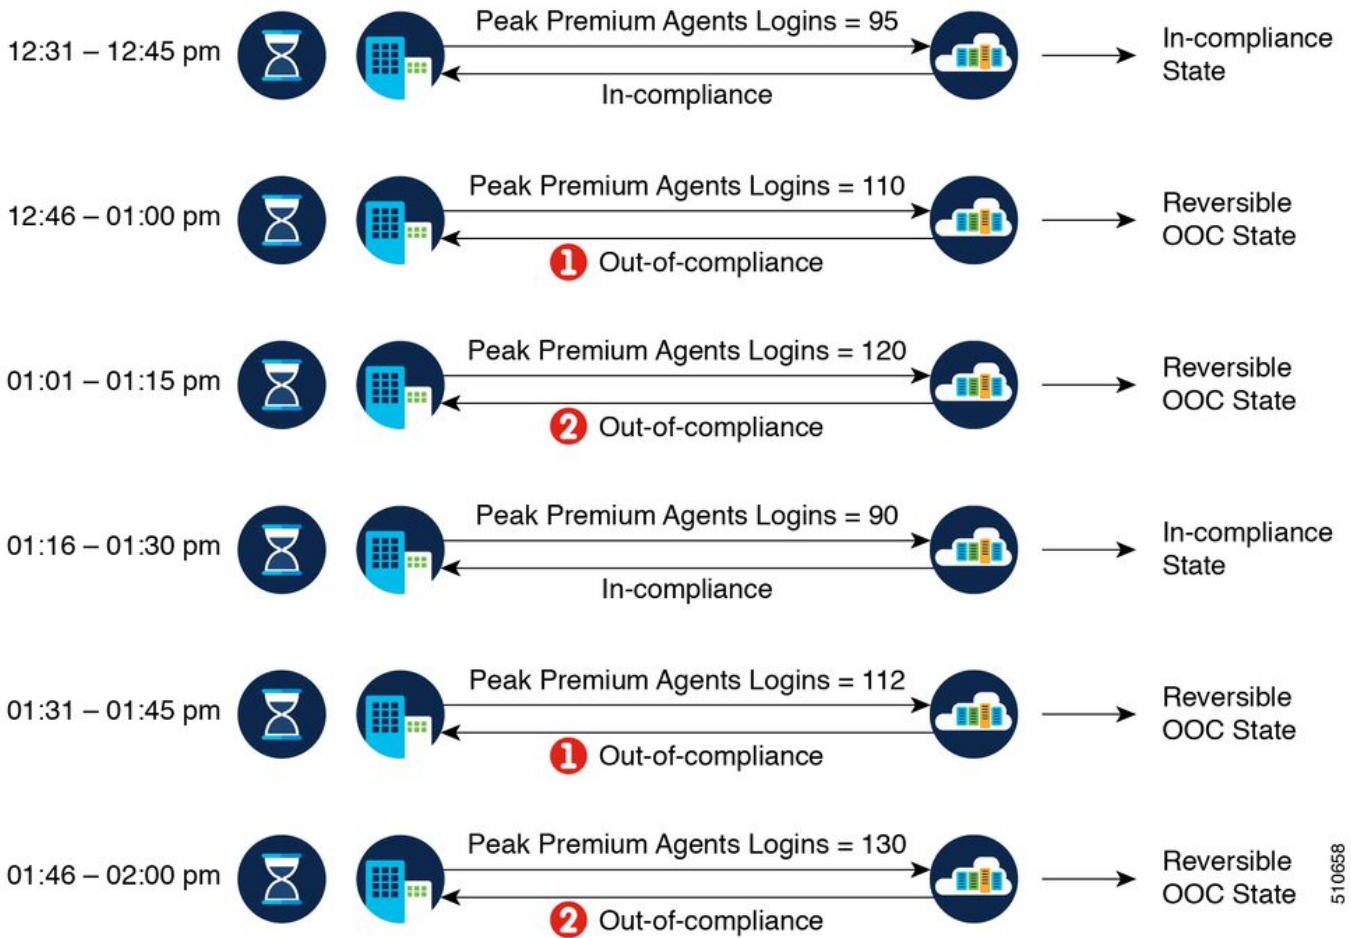 12:31 – 12:45 pm
Peak Premium Agents Logins = 95
In-compliance
In-compliance
State
12:46 – 01:00 pm
Peak Premium Agents Logins = 110
1 Out-of-compliance
Reversible
OOC State
01:01 – 01:15 pm
Peak Premium Agents Logins = 120
2 Out-of-compliance
Reversible
OOC State
01:16 – 01:30 pm
Peak Premium Agents Logins = 90
In-compliance
In-compliance
State
01:31 – 01:45 pm
Peak Premium Agents Logins = 112
1 Out-of-compliance
Reversible
OOC State
01:46 – 02:00 pm
Peak Premium Agents Logins = 130
2 Out-of-compliance
Reversible
OOC State
510658